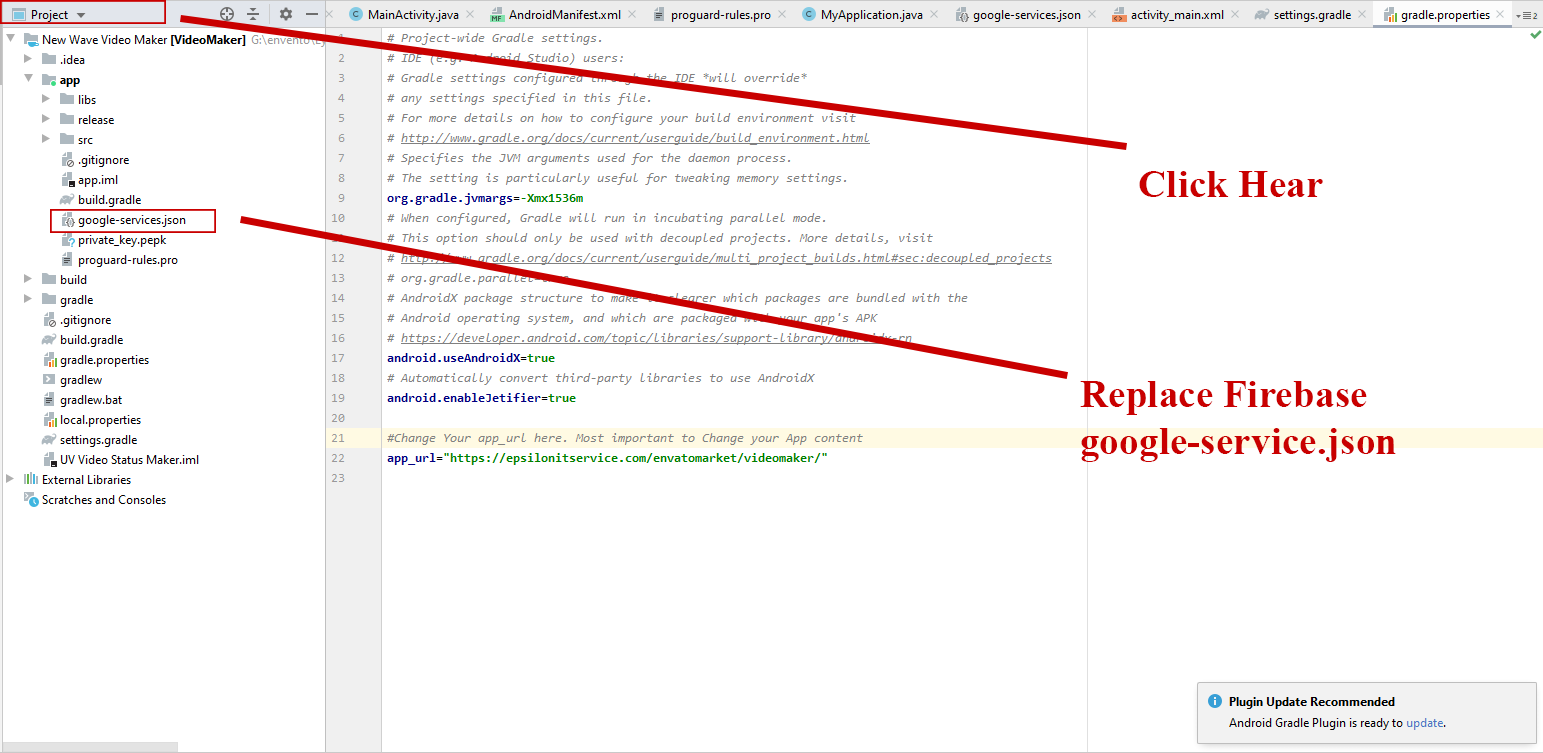 Project
MainActivity.java
AndroidManifest.xml
proguard-rules.pro
MyApplication.java
google-services.json
activity_main.xml
settings.gradle
gradle.properties
2
New Wave Video Maker [VideoMaker] G:\envento\
.idea
app
libs
release
src
.gitignore
app.iml
build.gradle
google-services.json
private_key.pepk
proguard-rules.pro
build
gradle
.gitignore
build.gradle
gradle.properties
gradlew
gradlew.bat
local.properties
settings.gradle
UV Video Status Maker.iml
External Libraries
Scratches and Consoles
# Project-wide Gradle settings.
2 # IDE (e.g. Android Studio) users:
3 # Gradle settings configured through the IDE *will override*
4 # any settings specified in this file.
5 # For more details on how to configure your build environment visit
6 # http://www.gradle.org/docs/current/userguide/build_environment.html
7 # Specifies the JVM arguments used for the daemon process.
8 # The setting is particularly useful for tweaking memory settings.
9 org.gradle.jvmargs=-Xmx1536m
10 # When configured, Gradle will run in incubating parallel mode.
# This option should only be used with decoupled projects. More details, visit
12 # http://www.gradle.org/docs/current/userguide/multi_project_builds.html#sec:decoupled_projects
13 # org.gradle.parallel=true
14 # AndroidX package structure to make it clearer which packages are bundled with the
15 # Android operating system, and which are packaged with your app's APK
16 # https://developer.android.com/topic/libraries/support-library/androidx-rn
17 android.useAndroidX=true
18 # Automatically convert third-party libraries to use AndroidX
19 android.enableJetifier=true
20
21 #Change Your app_url here. Most important to Change your App content
22 app_url="https://epsilonitservice.com/envatomarket/videomaker/"
23
Click Hear
Replace Firebase
google-service.json
Plugin Update Recommended
Android Gradle Plugin is ready to update.